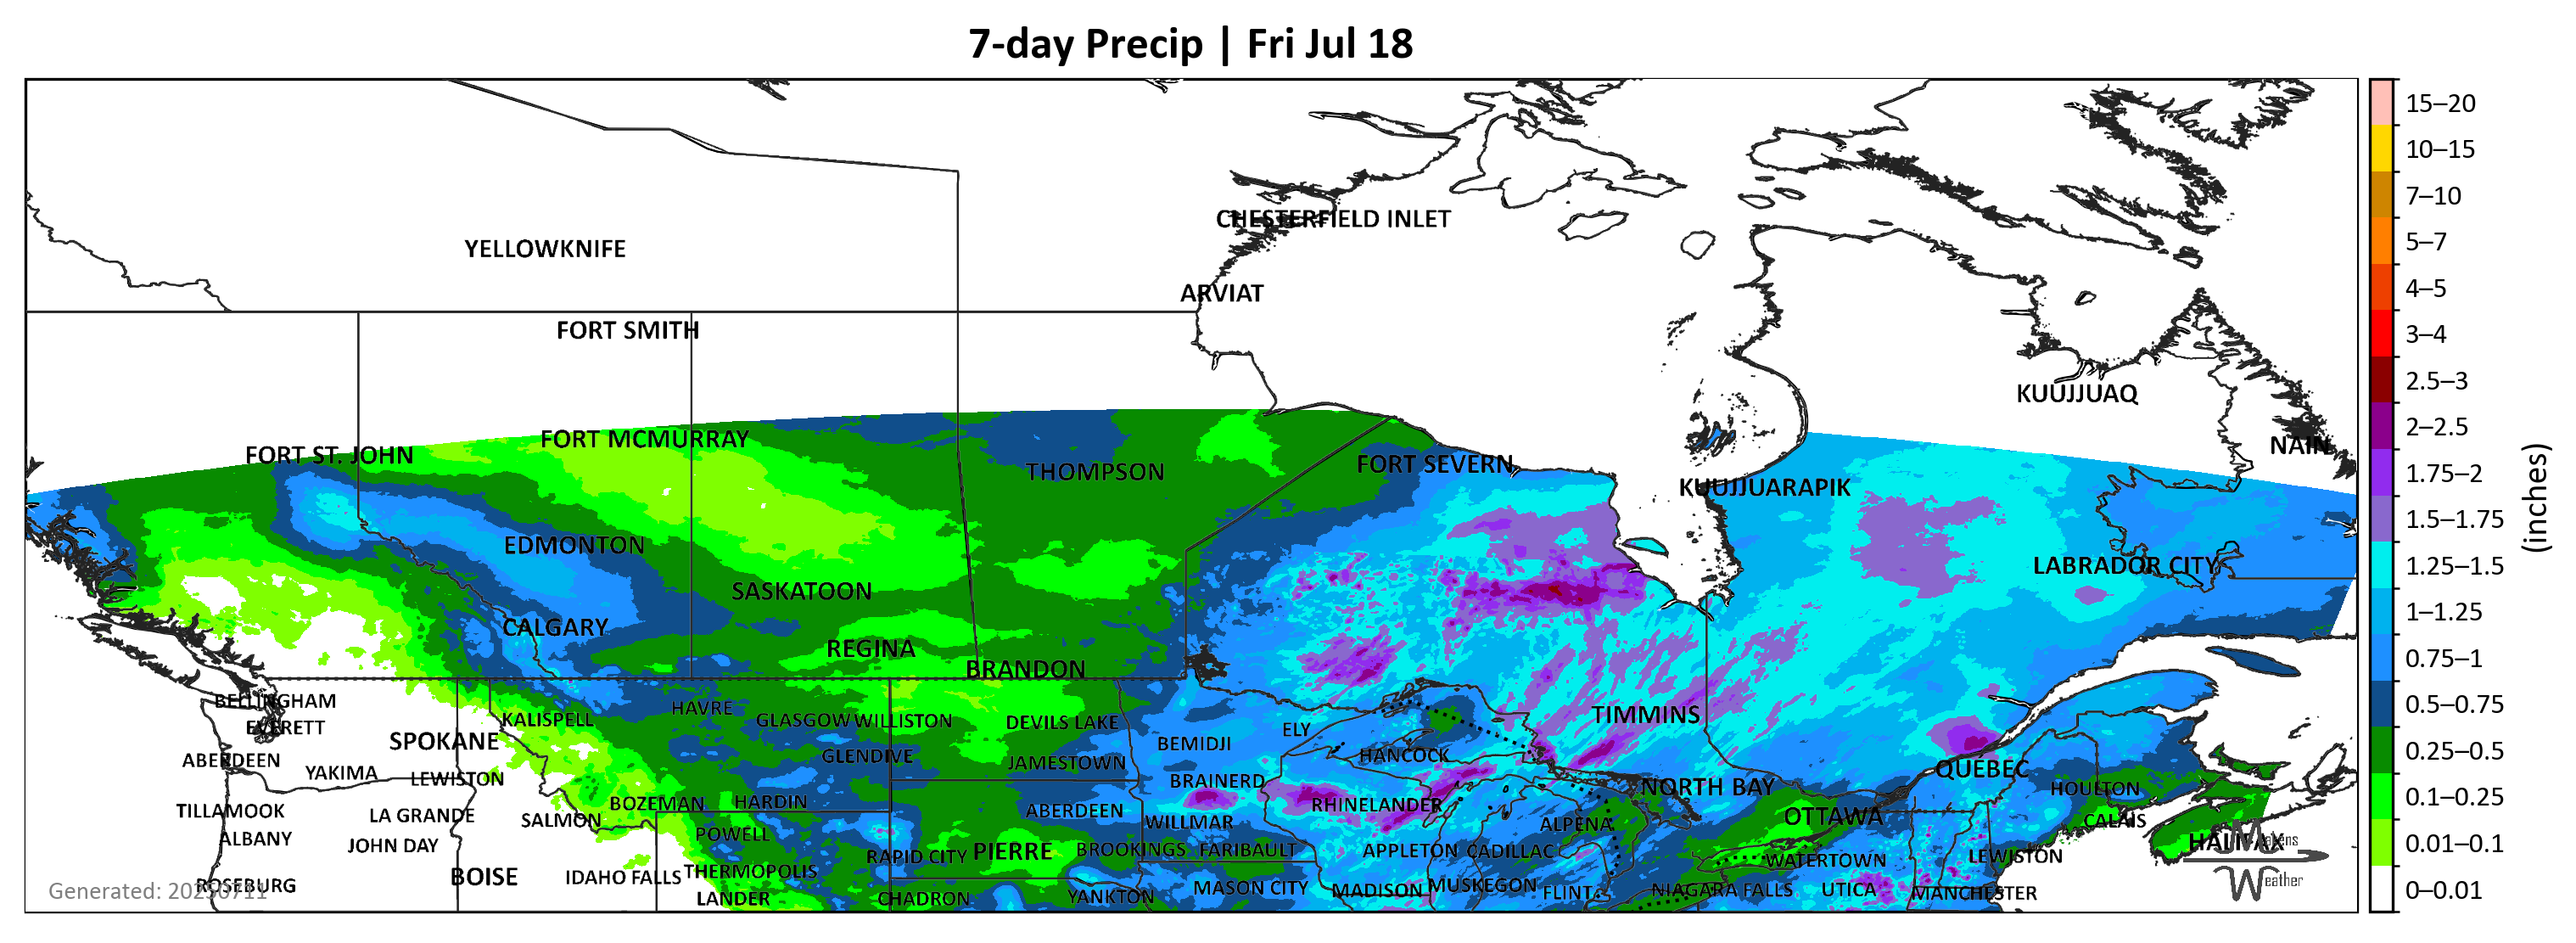 7-day Precip | Fri Jul 18
CHESTERFIELD INLET
YELLOWKNIFE
ARVIAT
FORT SMITH
KUUJJUAQ
FORT MCMURRAY
NAIN
FORT ST. JOHN
FORT SEVERN
THOMPSON
KUUJJUARAPIK
EDMONTON
LABRADOR CITY
SASKATOON
CALGARY
REGINA
BRANDON
BELLINGHAM
HAVRE
TIMMINS
KALISPELL
GLASGOW WILLISTON
DEVILS LAKE
EVERETT
ELY
SPOKANE
BEMIDJI
GLENDIVE
HANCOCK
ABERDEEN
JAMESTOWN
QUÉBEC
YAKIMA
LEWISTON
BRAINERD
NORTH BAY
HOULTON
BOZEMAN
HARDIN
RHINELANDER
TILLAMOOK
LA GRANDE
SALMON
ABERDEEN
WILLMAR
ALPENA
OTTAWA
CALAIS
ALBANY
JOHN DAY
POWELL
HALIFAX
Matens
RAPID CITY
PIERRE
BROOKINGS
FARIBAULT
APPLETON
CADILLAC
WATERTOWN
LEWISTON
BOISE
IDAHO FALLS
THERMOPOLIS
Weather
ROSEBURG
Generated: 20250711
LANDER
CHADRON
YANKTON
MASON CITY
MADISON
MUSKEGON
FLINT
NIAGARA FALLS
UTICA
MANCHESTER
15–20
10–15
7–10
5–7
4–5
3–4
2.5–3
2–2.5
1.75–2
1.5–1.75
1.25–1.5
1–1.25
0.75–1
0.5–0.75
0.25–0.5
0.1–0.25
0.01–0.1
0–0.01
(inches)